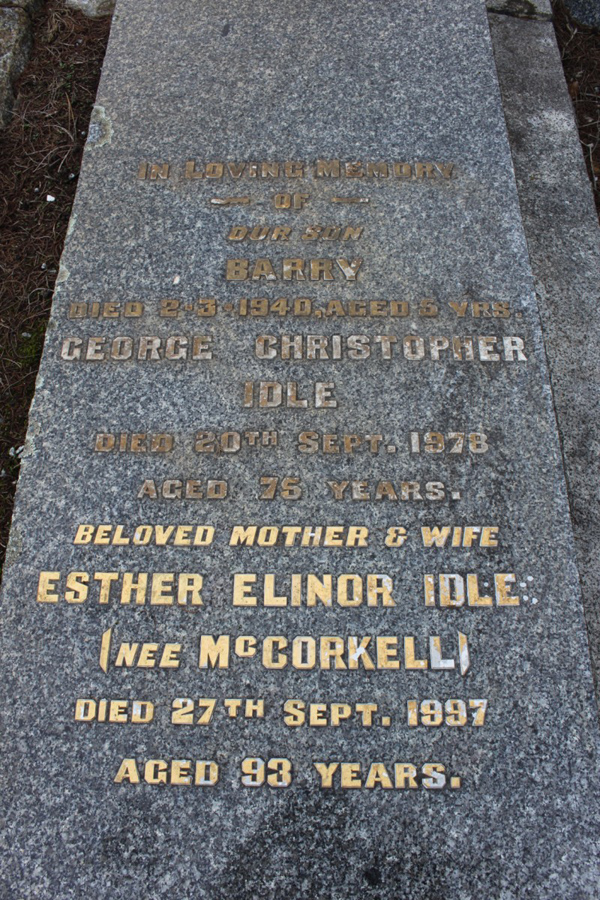 IN LOVING MEMORY
— OF —
OUR SON
BARRY
DIED 2-3-1940, AGED 5 YRS.
GEORGE CHRISTOPHER
IDLE
DIED 20TH SEPT. 1978
AGED 75 YEARS.
BELOVED MOTHER & WIFE
ESTHER ELINOR IDLE
(NEE McCORKELL)
DIED 27TH SEPT. 1997
AGED 93 YEARS.